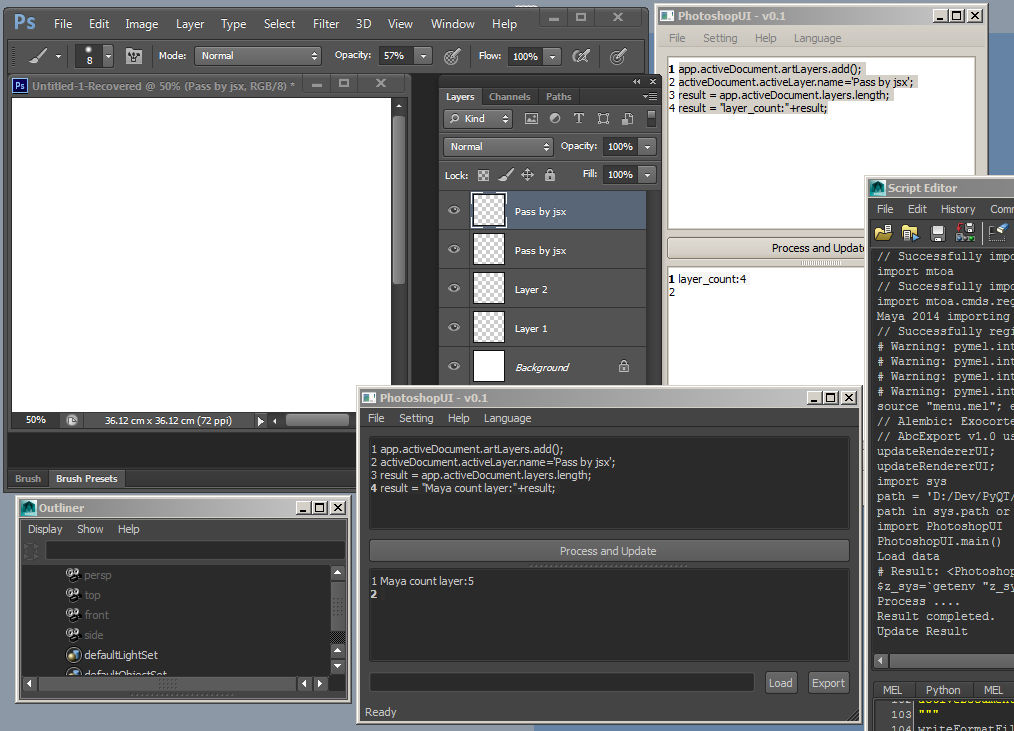 Ps File Edit Image Layer Type Select Filter 3D View Window Help
8 Mode: Normal Opacity: 57% Flow: 100%
Ps Untitled-1-Recovered @ 50% (Pass by jsx, RGB/8) *
50% 36.12 cm x 36.12 cm (72 ppi)
Brush Brush Presets
Layers Channels Paths
Kind
Normal Opacity: 100%
Lock: Fill: 100%
Pass by jsx
Pass by jsx
Layer 2
Layer 1
Background
PhotoshopUI - v0.1
File Setting Help Language
1 app.activeDocument.artLayers.add();
2 activeDocument.activeLayer.name='Pass by jsx';
3 result = app.activeDocument.layers.length;
4 result = "layer_count:"+result;
Process and Update
1 layer_count:4
2
PhotoshopUI - v0.1
File Setting Help Language
1 app.activeDocument.artLayers.add();
2 activeDocument.activeLayer.name='Pass by jsx';
3 result = app.activeDocument.layers.length;
4 result = "Maya count layer:"+result;
Process and Update
1 Maya count layer:5
2
Load Export
Ready
Outliner
Display Show Help
persp
top
front
side
defaultLightSet
defaultObjectSet
Script Editor
File Edit History Comm
// Successfully impo
import mtoa
// Successfully impo
import mtoa.cmds.reg
Maya 2014 importing
// Successfully regi
# Warning: pymel.int
# Warning: pymel.int
# Warning: pymel.int
# Warning: pymel.int
source "menu.mel"; e
// Alembic: Exocorte
// AbcExport v1.0 us
updateRendererUI;
updateRendererUI;
import sys
path = 'D:/Dev/PyQT/
path in sys.path or
import PhotoshopUI
PhotoshopUI.main()
Load data
# Result: <Photoshop
$z_sys=`getenv "z_sy
Process ....
Result completed.
Update Result
MEL Python MEL
103 """
104 writeFormatFil